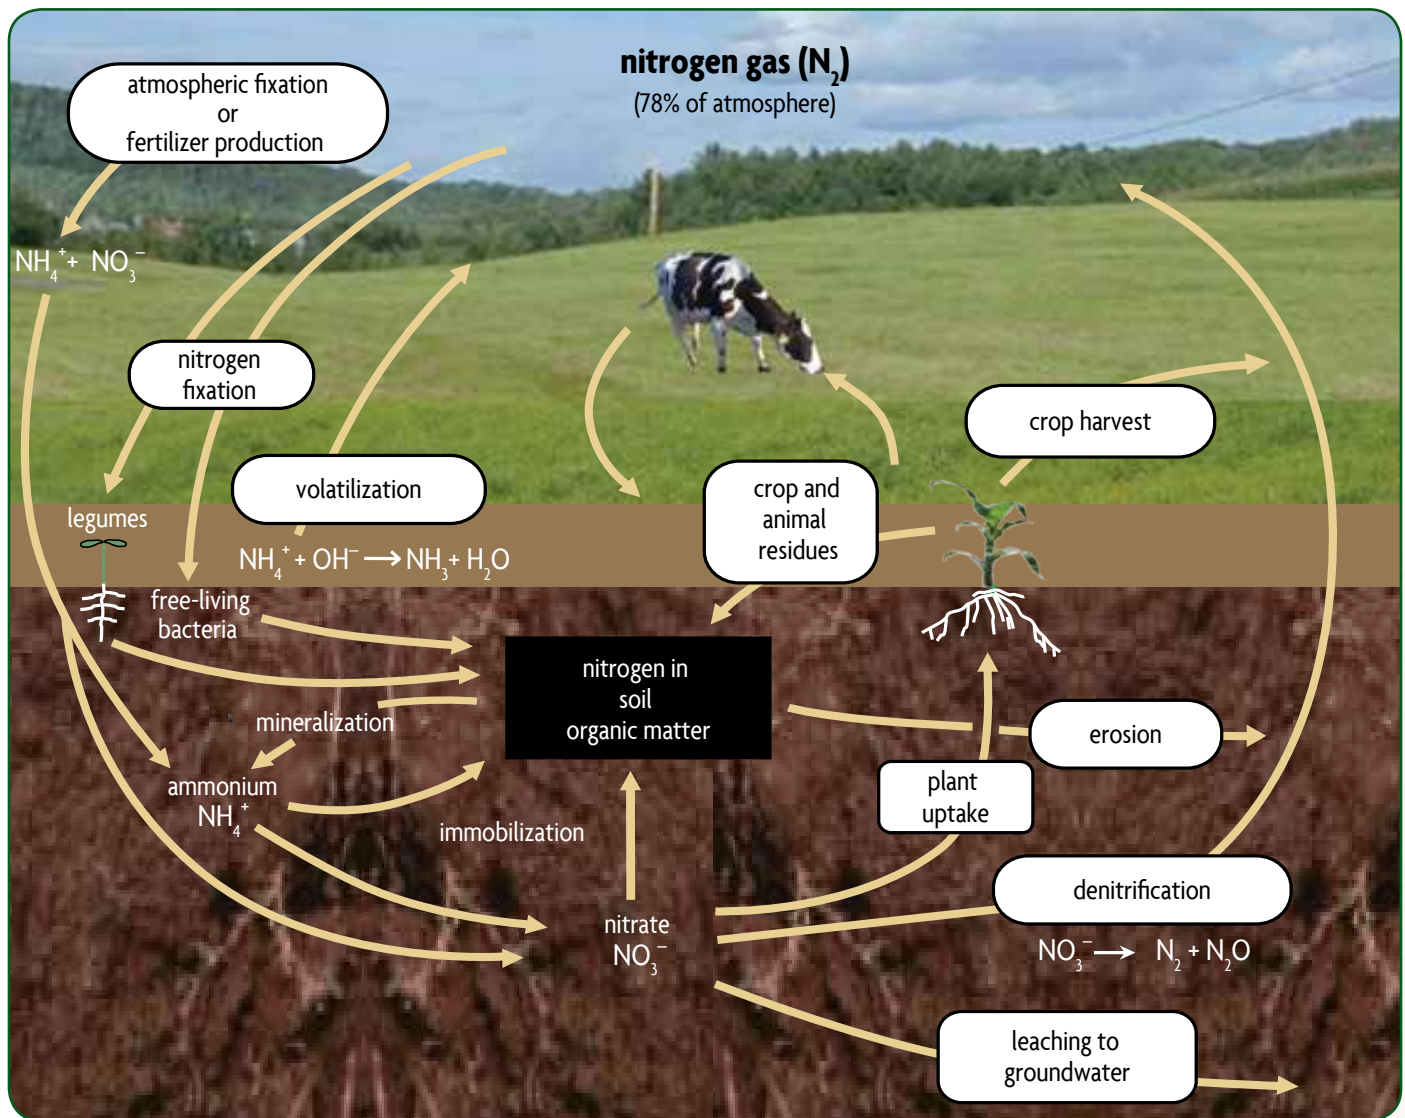 nitrogen gas (N₂)
(78% of atmosphere)
atmospheric fixation
or
fertilizer production
NH₄⁺ + NO₃⁻
nitrogen
fixation
crop harvest
volatilization
crop and
animal
residues
legumes
NH₄⁺ + OH⁻ → NH₃ + H₂O
free-living
bacteria
nitrogen in
soil
organic matter
mineralization
erosion
ammonium
NH₄⁺
plant
uptake
immobilization
denitrification
nitrate
NO₃⁻
NO₃⁻ → N₂ + N₂O
leaching to
groundwater